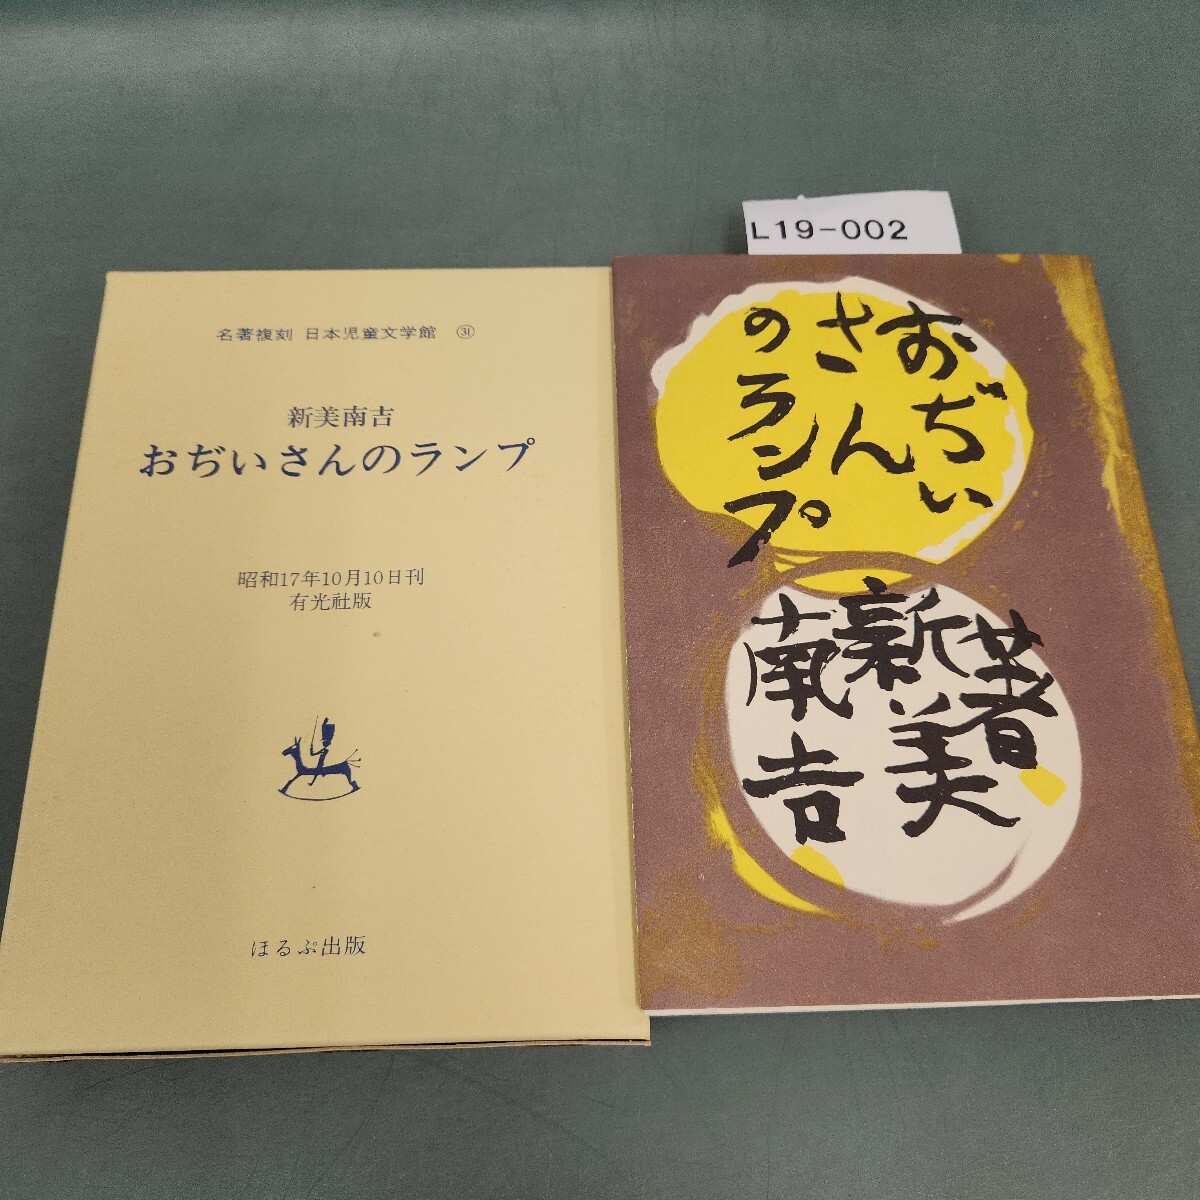 名著複刻 日本児童文学館 ㉛
新美南吉
おぢいさんのランプ
昭和17年10月10日刊
有光社版
ほるぷ出版
L19-002
おぢい
さん
のランプ
著
新美
南吉